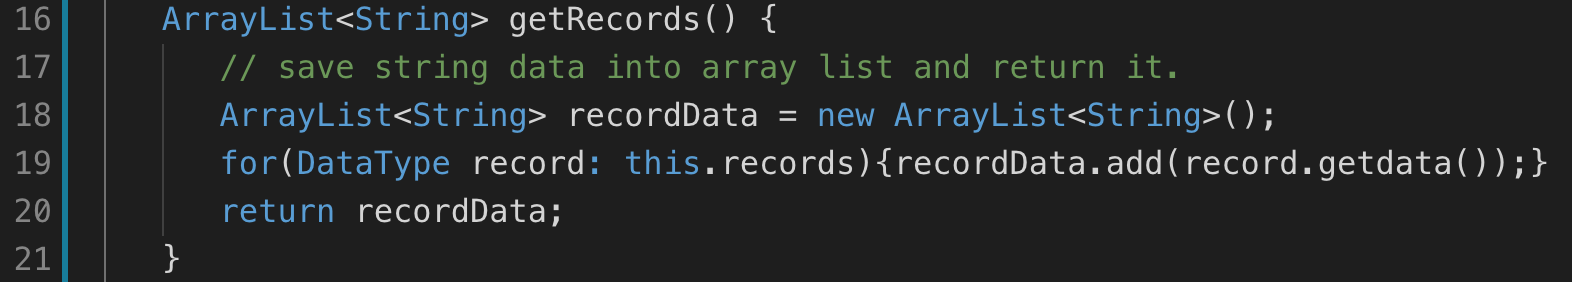 16 ArrayList<String> getRecords() {
17 // save string data into array list and return it.
18 ArrayList<String> recordData = new ArrayList<String>();
19 for(DataType record: this.records){recordData.add(record.getdata());}
20 return recordData;
21 }